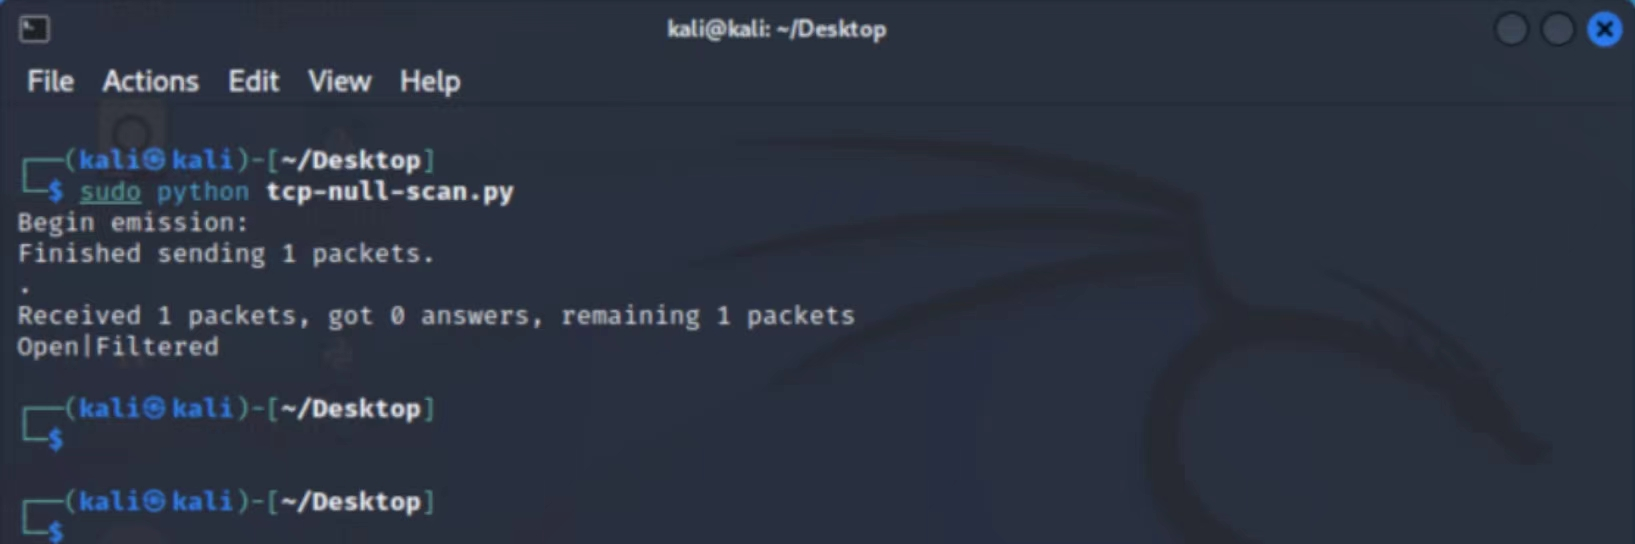 kali@kali: ~/Desktop
File Actions Edit View Help
┌──(kali㉿kali)-[~/Desktop]
└─$ sudo python tcp-null-scan.py
Begin emission:
Finished sending 1 packets.
.
Received 1 packets, got 0 answers, remaining 1 packets
Open|Filtered
┌──(kali㉿kali)-[~/Desktop]
└─$
┌──(kali㉿kali)-[~/Desktop]
└─$